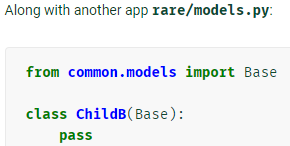 Along with another app rare/models.py:
from common.models import Base
class ChildB(Base):
    pass